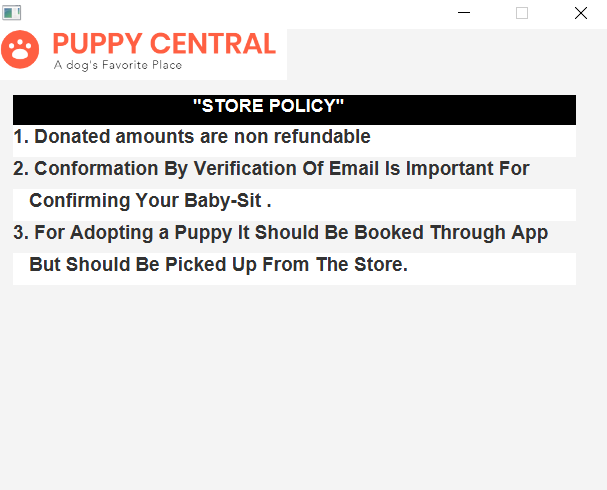 PUPPY CENTRAL
A dog's Favorite Place
"STORE POLICY"
1. Donated amounts are non refundable
2. Conformation By Verification Of Email Is Important For
Confirming Your Baby-Sit .
3. For Adopting a Puppy It Should Be Booked Through App
But Should Be Picked Up From The Store.